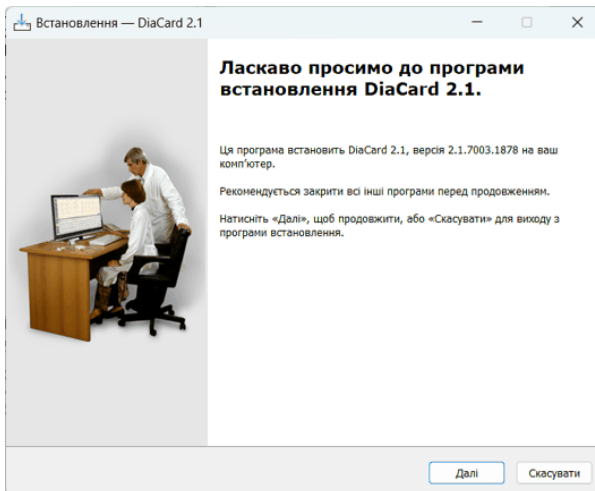 Встановлення — DiaCard 2.1
Ласкаво просимо до програми
встановлення DiaCard 2.1.
Ця програма встановить DiaCard 2.1, версія 2.1.7003.1878 на ваш
комп’ютер.
Рекомендується закрити всі інші програми перед продовженням.
Натисніть «Далі», щоб продовжити, або «Скасувати» для виходу з
програми встановлення.
Далі
Скасувати